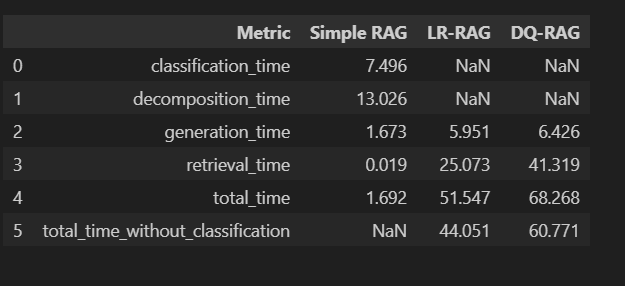 Metric Simple RAG LR-RAG DQ-RAG
0 classification_time 7.496 NaN NaN
1 decomposition_time 13.026 NaN NaN
2 generation_time 1.673 5.951 6.426
3 retrieval_time 0.019 25.073 41.319
4 total_time 1.692 51.547 68.268
5 total_time_without_classification NaN 44.051 60.771